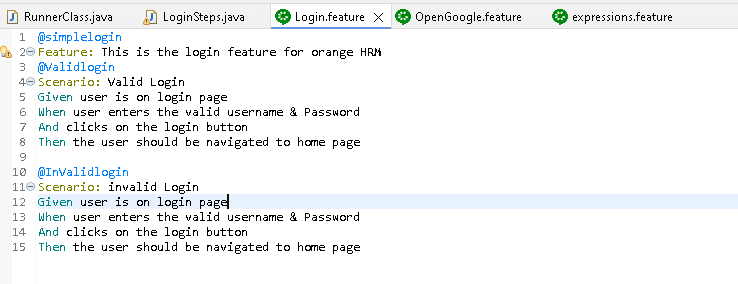 RunnerClass.java LoginSteps.java Login.feature OpenGoogle.feature expressions.feature
1 @simplelogin
2 Feature: This is the login feature for orange HRM
3 @Validlogin
4 Scenario: Valid Login
5 Given user is on login page
6 When user enters the valid username & Password
7 And clicks on the login button
8 Then the user should be navigated to home page
9
10 @InValidlogin
11 Scenario: invalid Login
12 Given user is on login page
13 When user enters the valid username & Password
14 And clicks on the login button
15 Then the user should be navigated to home page